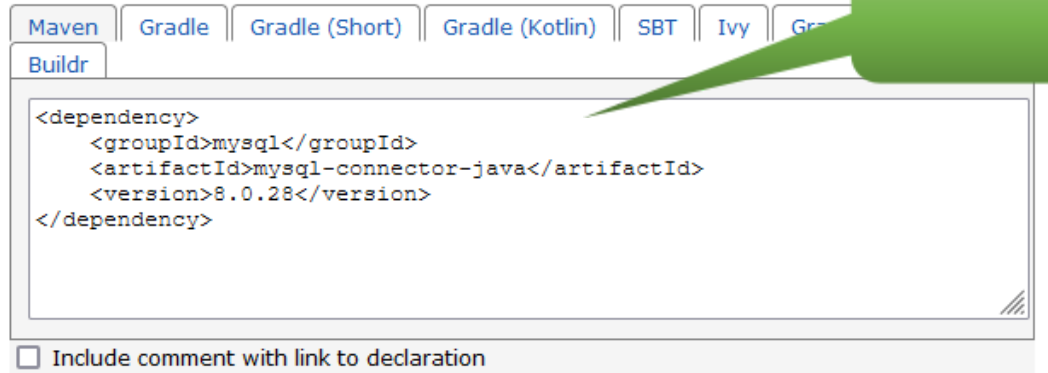 Maven Gradle Gradle (Short) Gradle (Kotlin) SBT Ivy
Buildr
<dependency>
    <groupId>mysql</groupId>
    <artifactId>mysql-connector-java</artifactId>
    <version>8.0.28</version>
</dependency>
Include comment with link to declaration